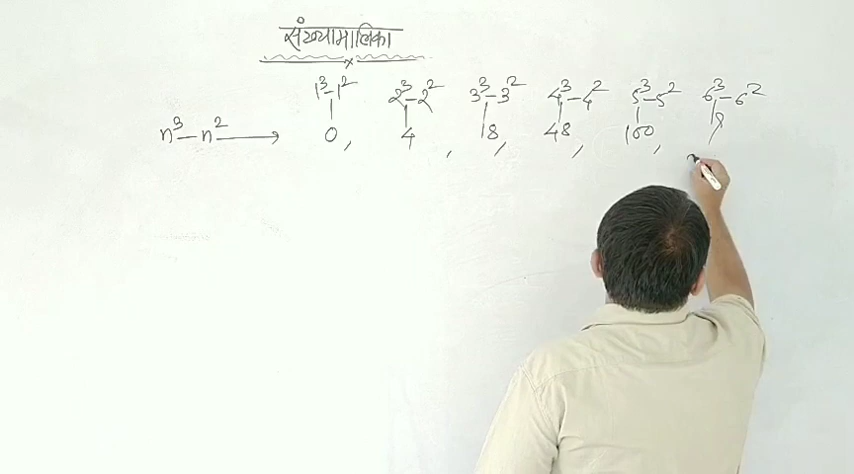 संख्यामालिका
1³-1² 2³-2² 3³-3² 4³-4² 5³-5² 6³-6²
n³-n² → 0, 4, 18, 48, 100,